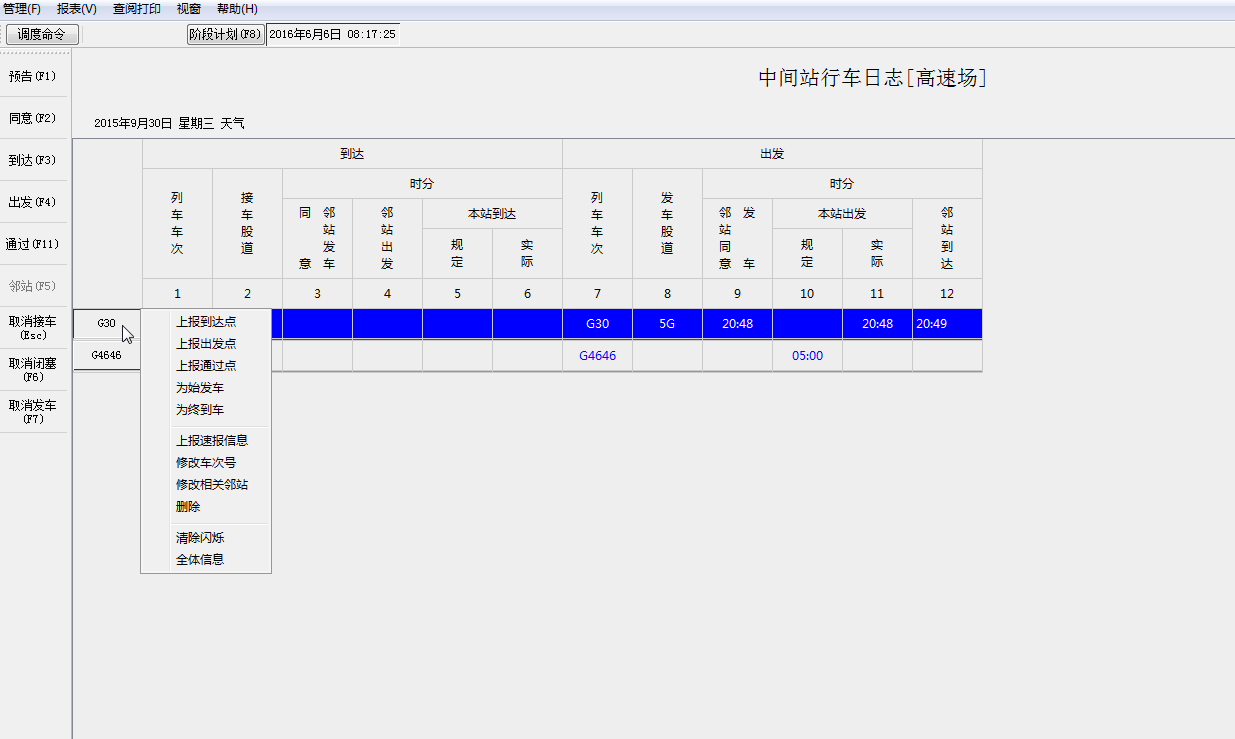 管理(F) 报表(V) 查阅打印 视窗 帮助(H)
调度命令 阶段计划(F8) 2016年6月6日 08:17:25
预告(F1)
同意(F2)
到达(F3)
出发(F4)
通过(F11)
邻站(F5)
取消接车
(Esc)
取消闭塞
(F6)
取消发车
(F7)
中间站行车日志[高速场]
2015年9月30日 星期三 天气
到达 出发
时分 时分
列车车次 接车股道 同意 邻站发车 邻站出发 本站到达 列车车次 发车股道 邻站同意 发车 本站出发 邻站到达
规定 实际 规定 实际
1 2 3 4 5 6 7 8 9 10 11 12
G30 G30 5G 20:48 20:48 20:49
G4646 G4646 05:00
上报到达点
上报出发点
上报通过点
为始发车
为终到车
上报速报信息
修改车次号
修改相关邻站
删除
清除闪烁
全体信息